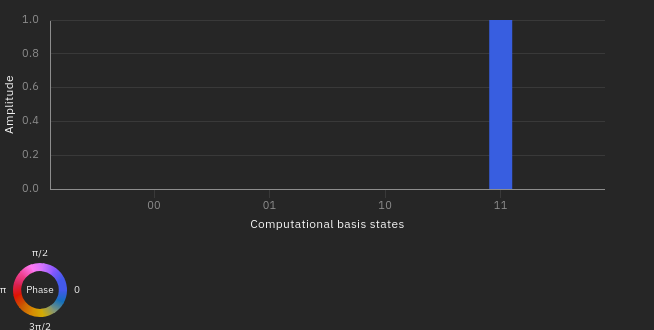 1.0
0.8
0.6
0.4
0.2
0.0
Amplitude
00 01 10 11
Computational basis states
π/2
π Phase 0
3π/2